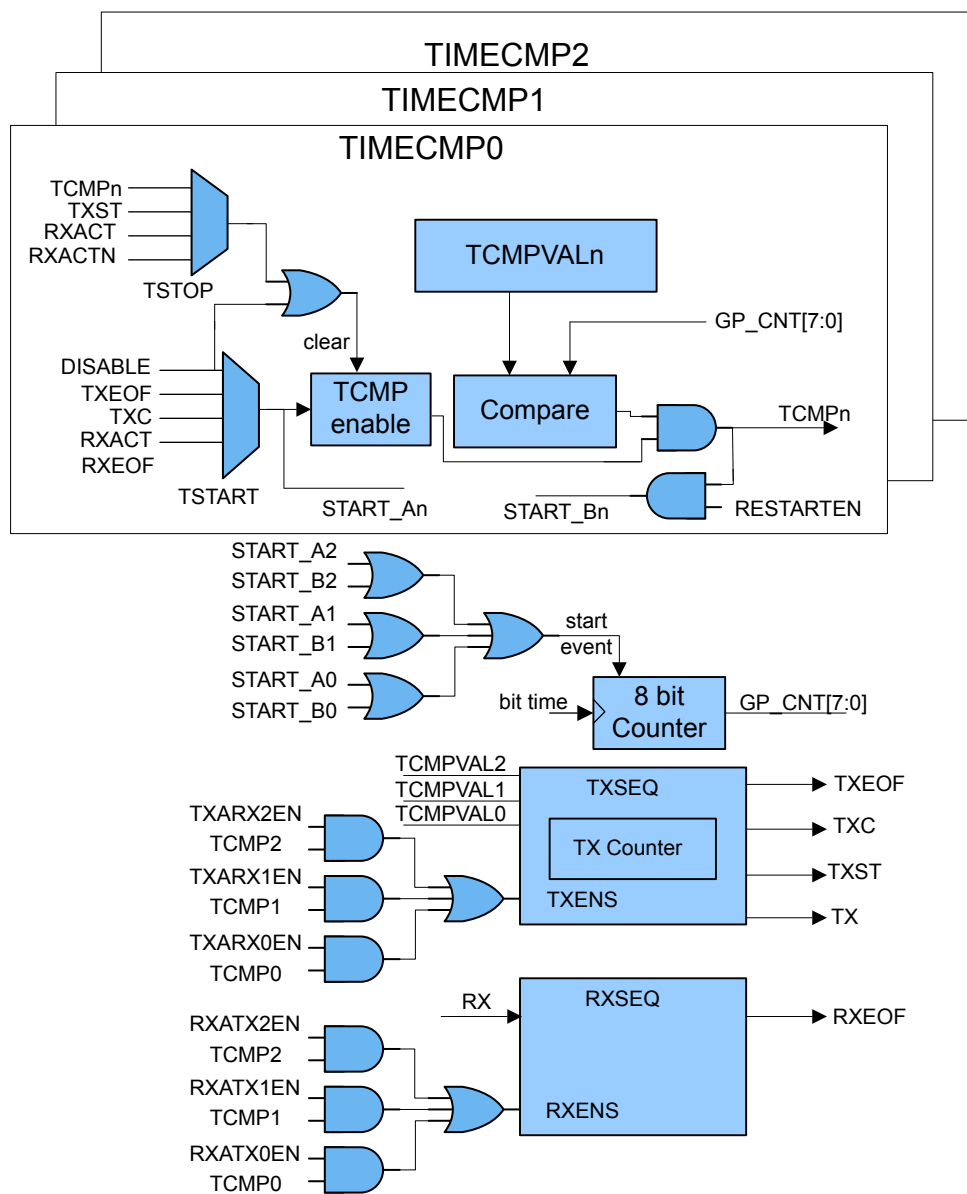 TIMECMP2
TIMECMP1
TIMECMP0
TCMPn
TXST
RXACT
RXACTN
TSTOP
TCMPVALn
GP_CNT[7:0]
clear
DISABLE
TXEOF
TXC
RXACT
RXEOF
TSTART
TCMP
enable
Compare
TCMPn
START_An
START_Bn
RESTARTEN
START_A2
START_B2
START_A1
START_B1
START_A0
START_B0
start
event
bit time
8 bit
Counter
GP_CNT[7:0]
TCMPVAL2
TCMPVAL1
TCMPVAL0
TXSEQ
TX Counter
TXENS
TXEOF
TXC
TXST
TX
TXARX2EN
TCMP2
TXARX1EN
TCMP1
TXARX0EN
TCMP0
RX
RXSEQ
RXENS
RXEOF
RXATX2EN
TCMP2
RXATX1EN
TCMP1
RXATX0EN
TCMP0